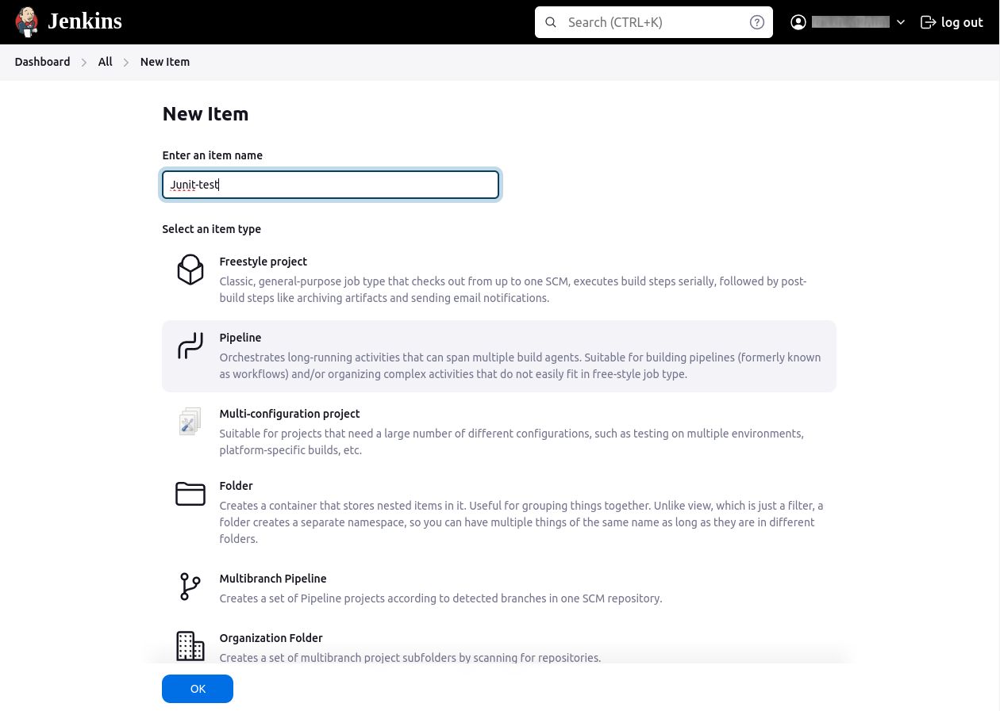 Jenkins
Search (CTRL+K)
log out
Dashboard
All
New Item
New Item
Enter an item name
Junit-test
Select an item type
Freestyle project
Classic, general-purpose job type that checks out from up to one SCM, executes build steps serially, followed by post-
build steps like archiving artifacts and sending email notifications.
Pipeline
Orchestrates long-running activities that can span multiple build agents. Suitable for building pipelines (formerly known
as workflows) and/or organizing complex activities that do not easily fit in free-style job type.
Multi-configuration project
Suitable for projects that need a large number of different configurations, such as testing on multiple environments,
platform-specific builds, etc.
Folder
Creates a container that stores nested items in it. Useful for grouping things together. Unlike view, which is just a filter, a
folder creates a separate namespace, so you can have multiple things of the same name as long as they are in different
folders.
Multibranch Pipeline
Creates a set of Pipeline projects according to detected branches in one SCM repository.
Organization Folder
Creates a set of multibranch project subfolders by scanning for repositories.
OK